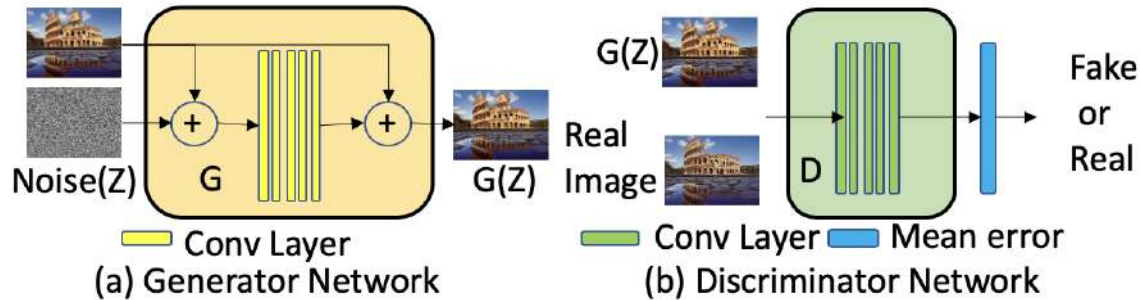 +
+
Noise(Z)
G
G(Z)
Conv Layer
(a) Generator Network
G(Z)
Real
Image
D
Fake
or
Real
Conv Layer
Mean error
(b) Discriminator Network